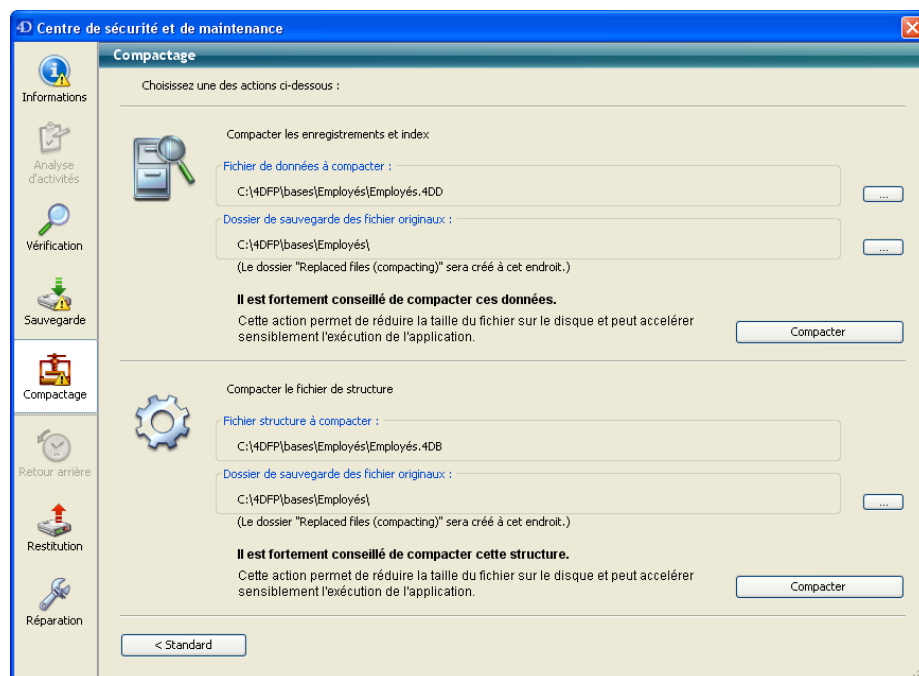 4D Centre de sécurité et de maintenance
Informations
Analyse
d'activités
Vérification
Sauvegarde
Compactage
Retour arrière
Restitution
Réparation
Compactage
Choisissez une des actions ci-dessous :
Compacter les enregistrements et index
Fichier de données à compacter :
C:\4DFP\bases\Employés\Employés.4DD
...
Dossier de sauvegarde des fichier originaux :
C:\4DFP\bases\Employés\
...
(Le dossier "Replaced files (compacting)" sera créé à cet endroit.)
Il est fortement conseillé de compacter ces données.
Cette action permet de réduire la taille du fichier sur le disque et peut accelérer
sensiblement l'exécution de l'application.
Compacter
Compacter le fichier de structure
Fichier structure à compacter :
C:\4DFP\bases\Employés\Employés.4DB
Dossier de sauvegarde des fichier originaux :
C:\4DFP\bases\Employés\
...
(Le dossier "Replaced files (compacting)" sera créé à cet endroit.)
Il est fortement conseillé de compacter cette structure.
Cette action permet de réduire la taille du fichier sur le disque et peut accelérer
sensiblement l'exécution de l'application.
Compacter
< Standard